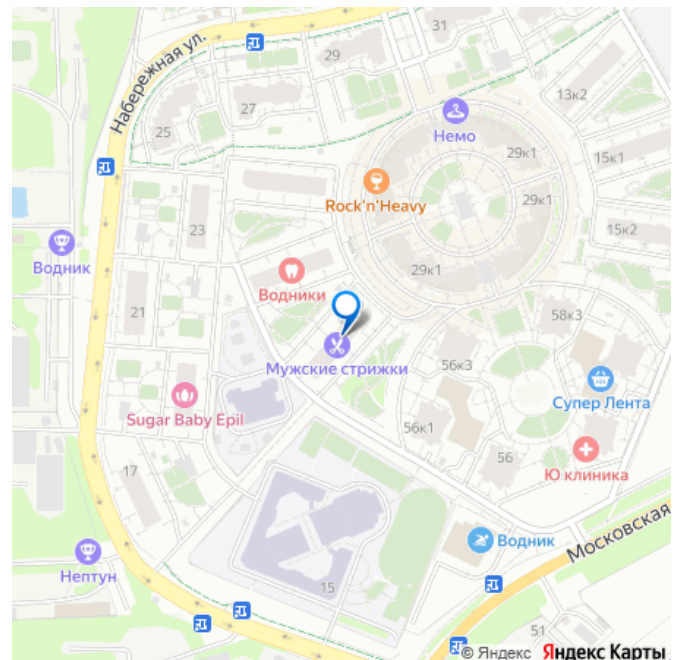 31
29
Набережная ул.
27
25
13к2
Немо
29к1
15к1
Rock'n'Heavy
29к1
15к2
23
Водник
29к1
Водники
21
58к3
Мужские стрижки
56к3
Супер Лента
Sugar Baby Epil
56к1
56
17
Ю клиника
Водник
Московская
Нептун
15
51
© Яндекс Яндекс Карты